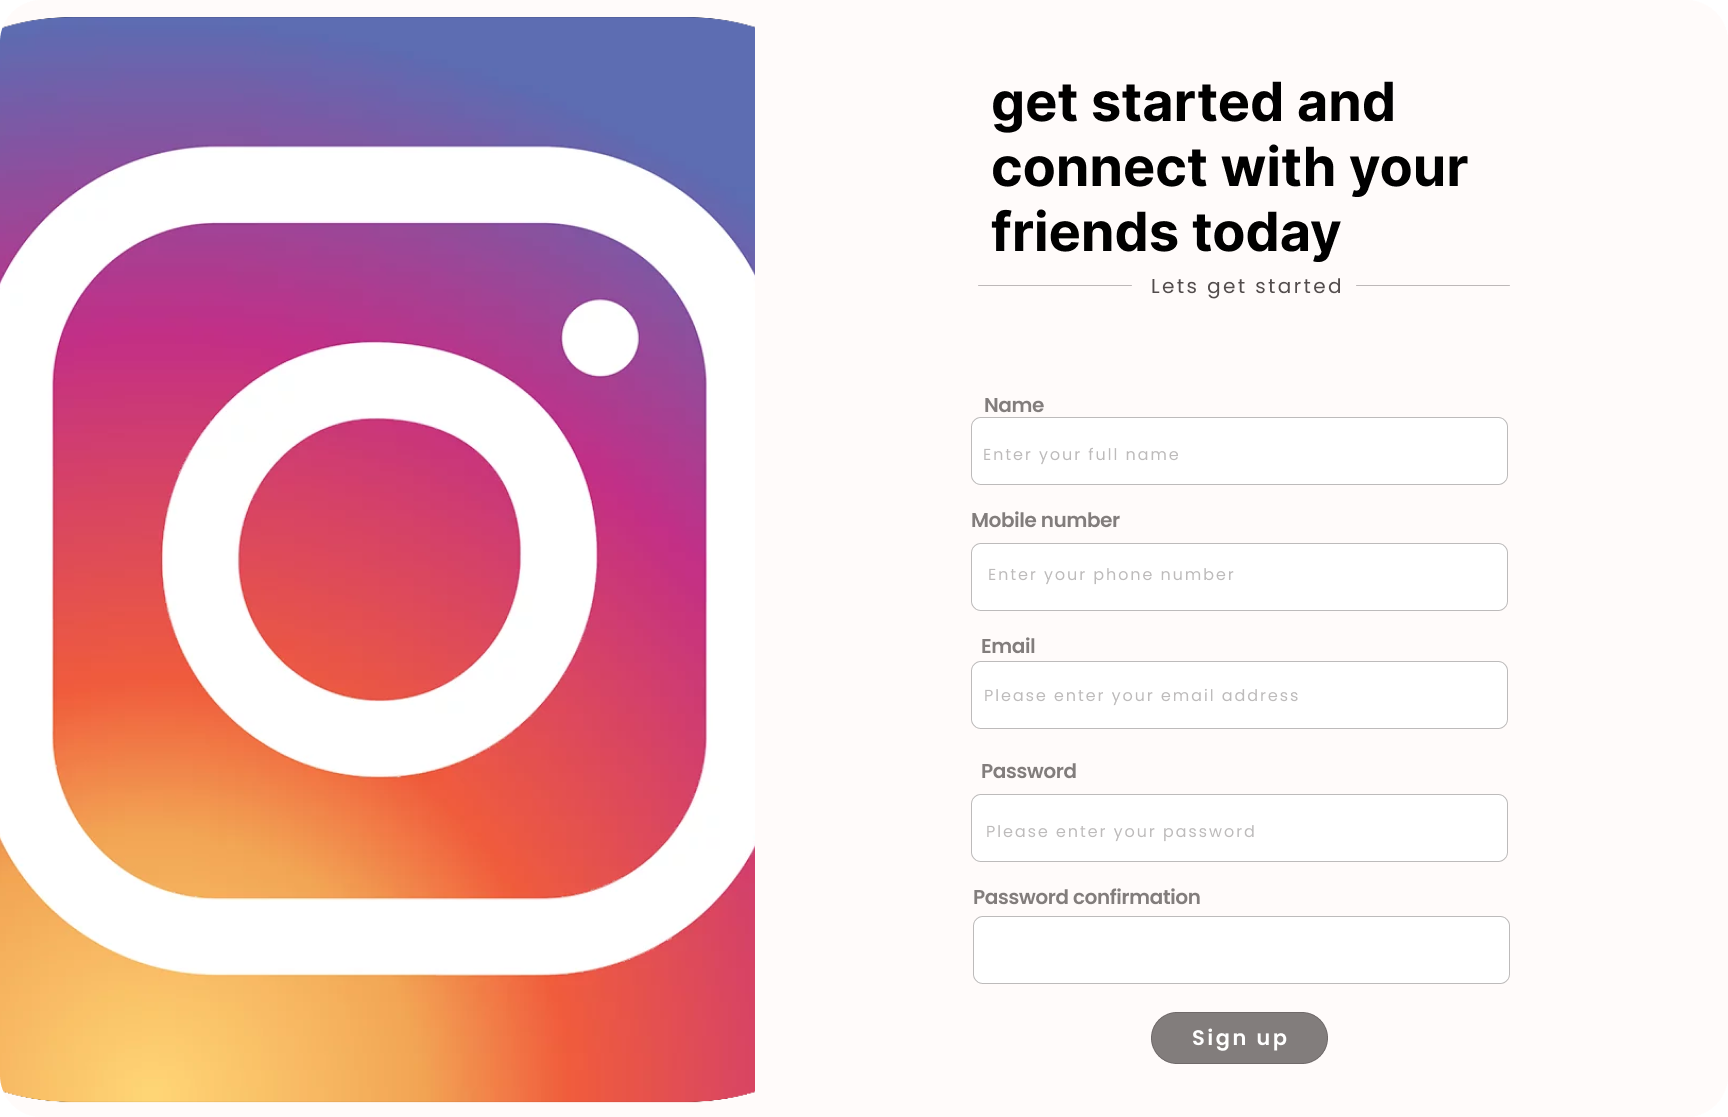 get started and
connect with your
friends today
Lets get started
Name
Enter your full name
Mobile number
Enter your phone number
Email
Please enter your email address
Password
Please enter your password
Password confirmation
Sign up